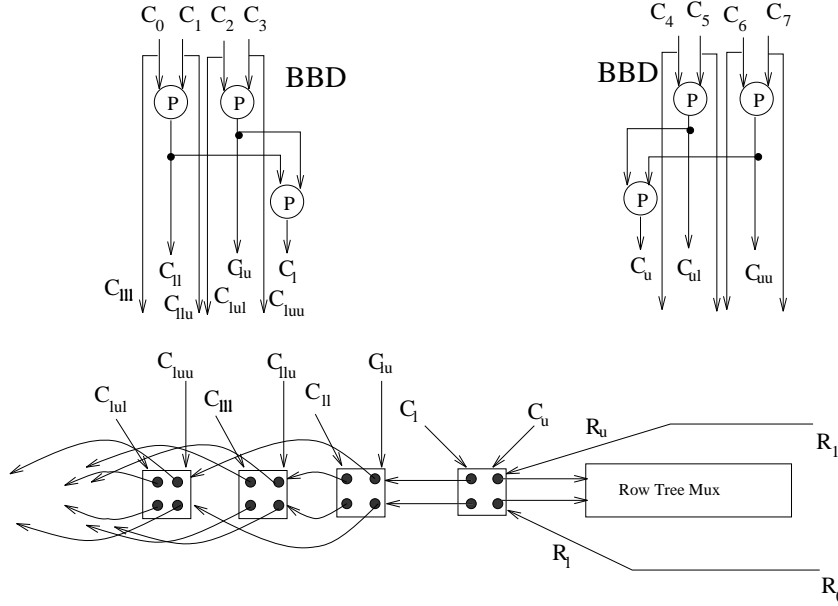 C0 C1 C2 C3
C4 C5 C6 C7
BBD
BBD
P P
P P
P
P
Clll Cll Cllu Clul Clu Cl Cluu
Cu Cul Cuu
Clul Cluu Clll Cllu Cll Clu
Cl Cu
Ru R1
Row Tree Mux
Rl